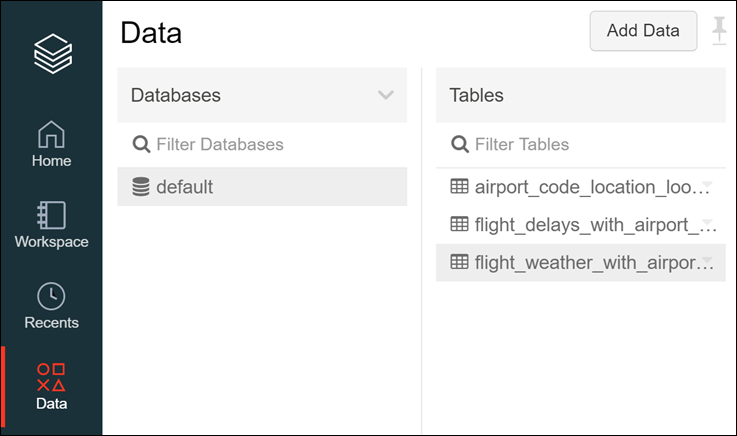 Data
Add Data
Databases
Tables
Filter Databases
Filter Tables
default
airport_code_location_loo...
flight_delays_with_airport_...
flight_weather_with_airpor...
Home
Workspace
Recents
Data